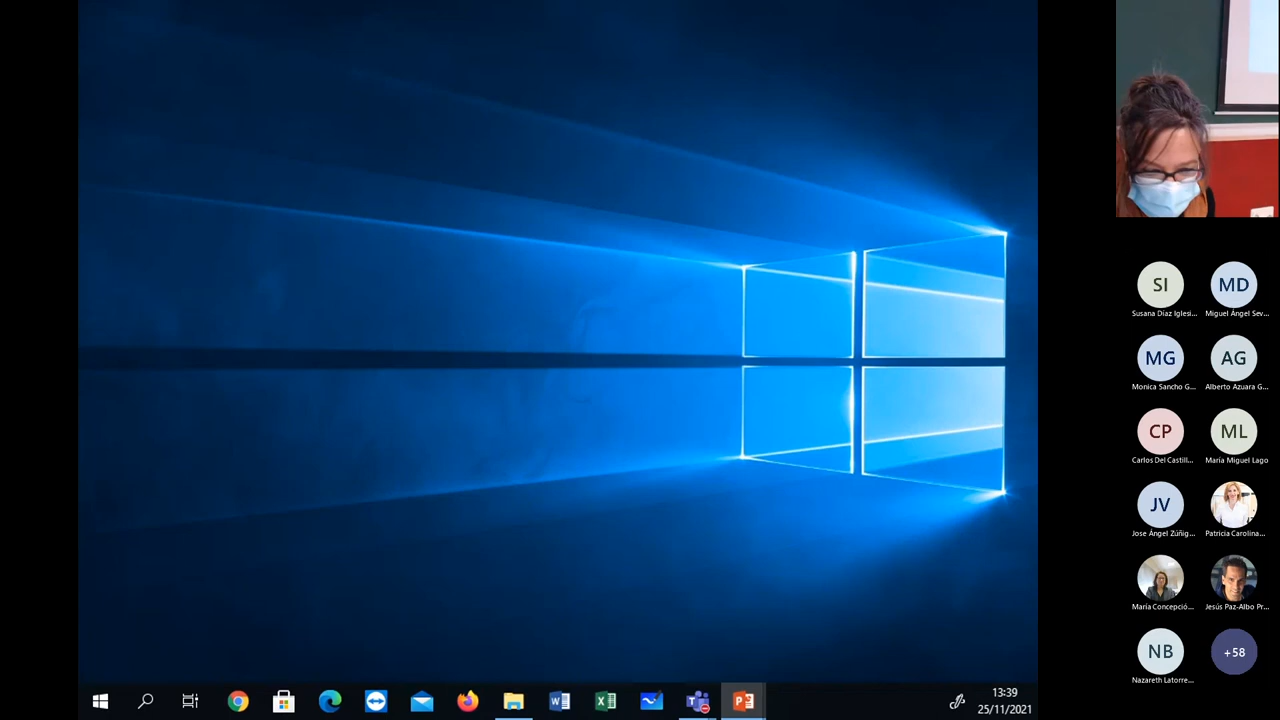 SI
MD
Susana Díaz Iglesi...
Miguel Ángel Sev...
MG
AG
Monica Sancho G...
Alberto Azuara G...
CP
ML
Carlos Del Castill...
María Miguel Lago
JV
Jose Ángel Zúñig...
Patricia Carolina...
María Concepció...
Jesús Paz-Albo Pr...
NB
+58
Nazareth Latorre...
13:39
25/11/2021